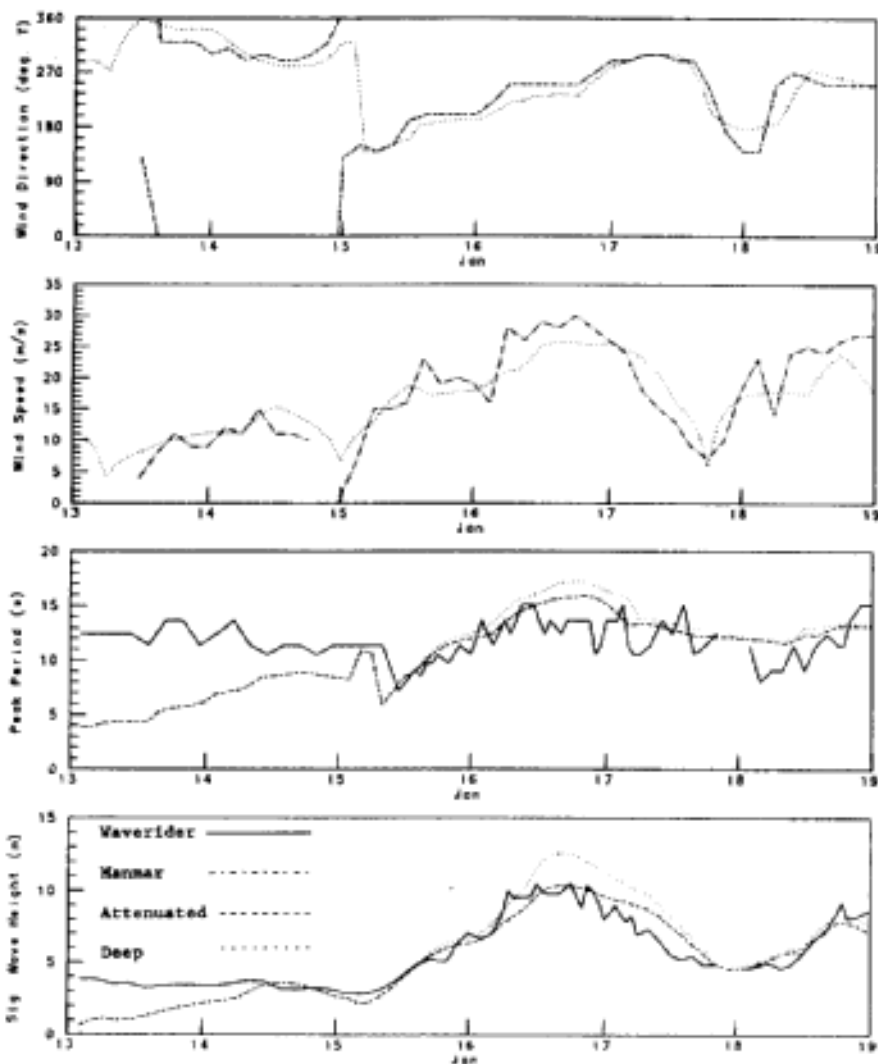 Wind Direction (deg. T)
360
270
180
90
0
13 14 15 16 17 18 19
Jan
Wind Speed (m/s)
35
30
25
20
15
10
5
0
13 14 15 16 17 18 19
Jan
Peak Period (s)
20
15
10
5
0
13 14 15 16 17 18 19
Jan
Sig Wave Height (m)
15
10
5
0
Waverider
Manmar
Attenuated
Deep
13 14 15 16 17 18 19
Jan